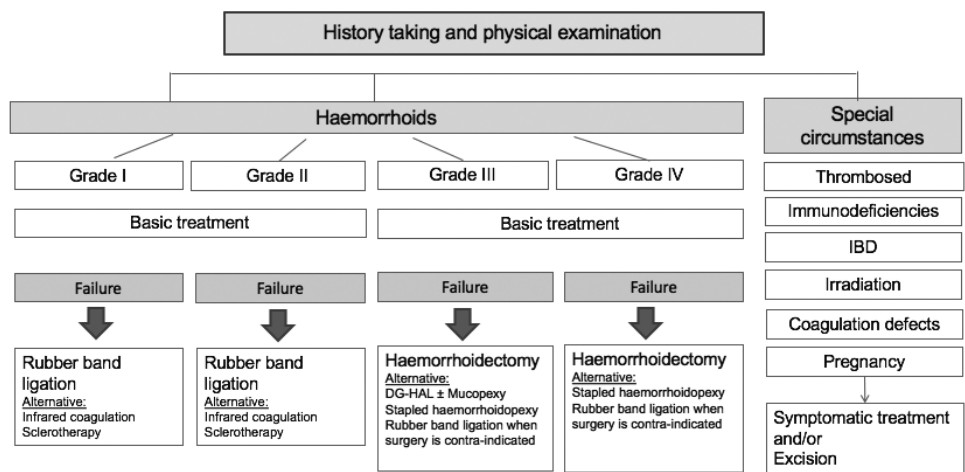 History taking and physical examination
Haemorrhoids
Special
circumstances
Grade I
Grade II
Grade III
Grade IV
Basic treatment
Basic treatment
Failure
Failure
Failure
Failure
Rubber band
ligation
Alternative:
Infrared coagulation
Sclerotherapy
Rubber band
ligation
Alternative:
Infrared coagulation
Sclerotherapy
Haemorrhoidectomy
Alternative:
DG-HAL ± Mucopexy
Stapled haemorrhoidopexy
Rubber band ligation when
surgery is contra-indicated
Haemorrhoidectomy
Alternative:
Stapled haemorrhoidopexy
Rubber band ligation when
surgery is contra-indicated
Thrombosed
Immunodeficiencies
IBD
Irradiation
Coagulation defects
Pregnancy
Symptomatic treatment
and/or
Excision